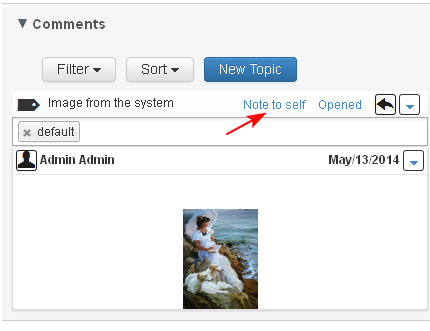 Comments
Filter Sort New Topic
Image from the system Note to self Opened
default
Admin Admin May/13/2014